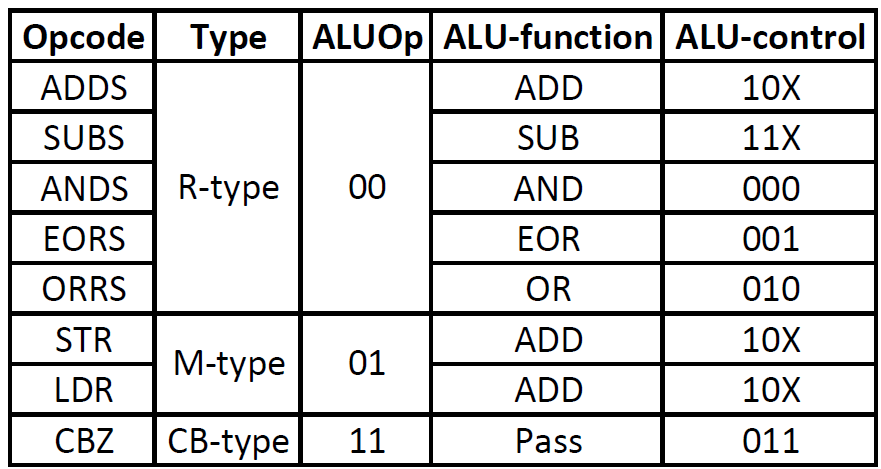 Opcode Type ALUOp ALU-function ALU-control
ADDS R-type 00 ADD 10X
SUBS SUB 11X
ANDS AND 000
EORS EOR 001
ORRS OR 010
STR M-type 01 ADD 10X
LDR ADD 10X
CBZ CB-type 11 Pass 011